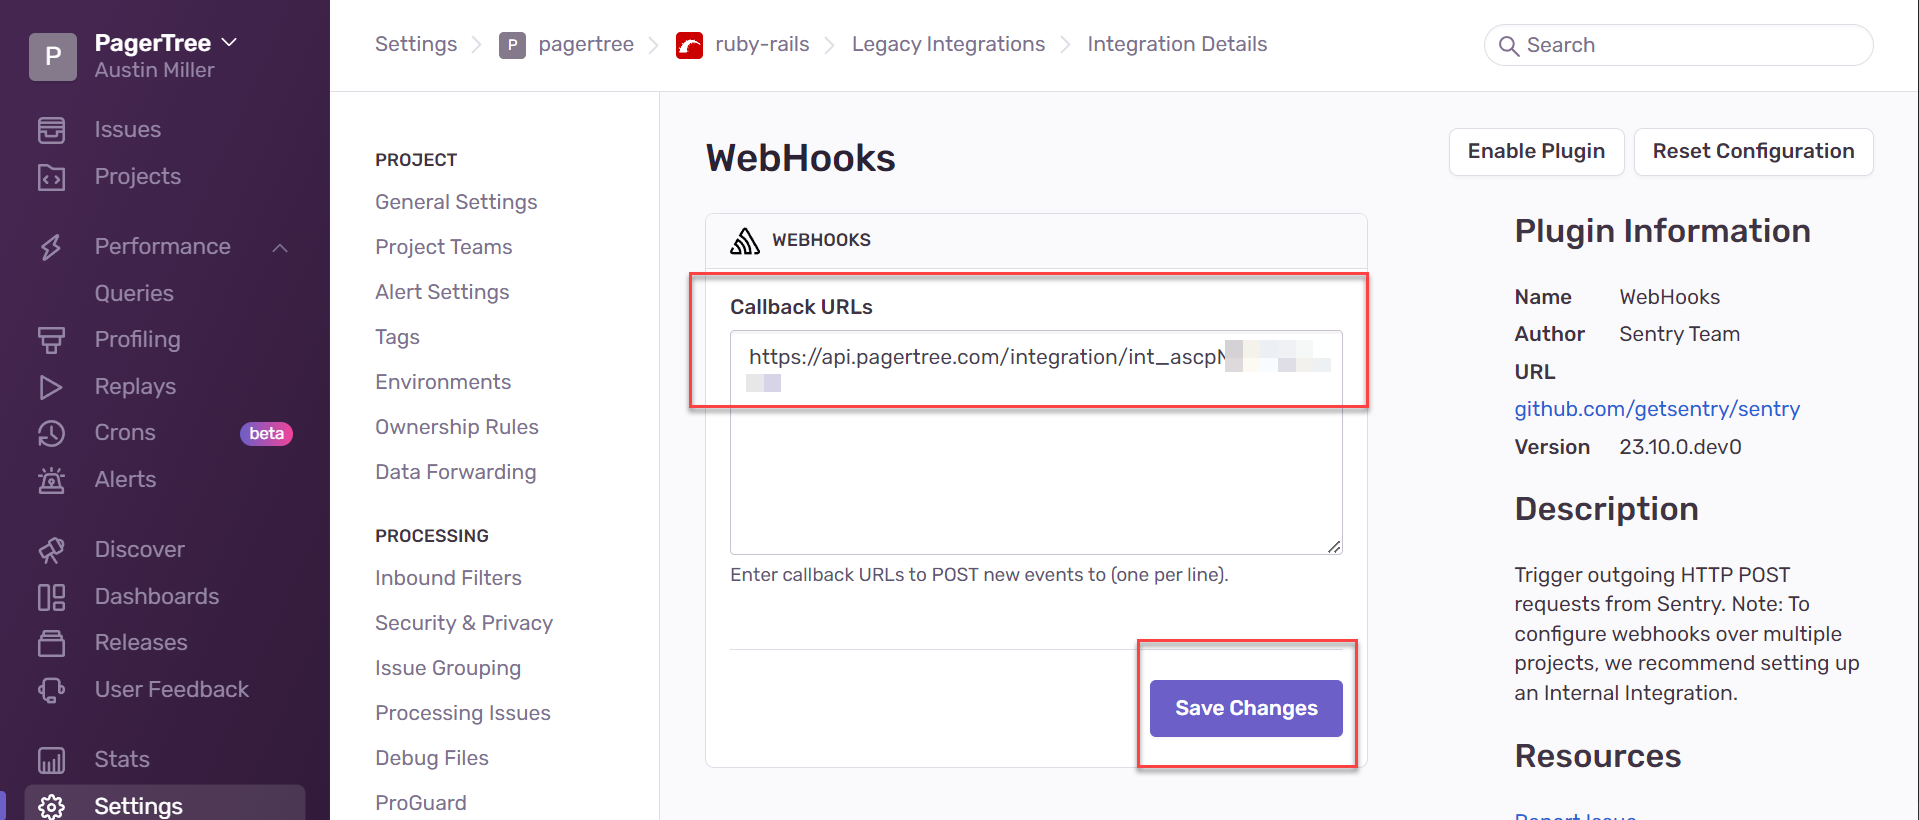 P
PagerTree
Austin Miller
Issues
Projects
Performance
Queries
Profiling
Replays
Crons
beta
Alerts
Discover
Dashboards
Releases
User Feedback
Stats
Settings
Settings
P
pagertree
ruby-rails
Legacy Integrations
Integration Details
Search
PROJECT
General Settings
Project Teams
Alert Settings
Tags
Environments
Ownership Rules
Data Forwarding
PROCESSING
Inbound Filters
Security & Privacy
Issue Grouping
Processing Issues
Debug Files
ProGuard
WebHooks
Enable Plugin
Reset Configuration
WEBHOOKS
Callback URLs
https://api.pagertree.com/integration/int_ascp
Enter callback URLs to POST new events to (one per line).
Save Changes
Plugin Information
Name WebHooks
Author Sentry Team
URL
github.com/getsentry/sentry
Version 23.10.0.dev0
Description
Trigger outgoing HTTP POST
requests from Sentry. Note: To
configure webhooks over multiple
projects, we recommend setting up
an Internal Integration.
Resources
Report Issue